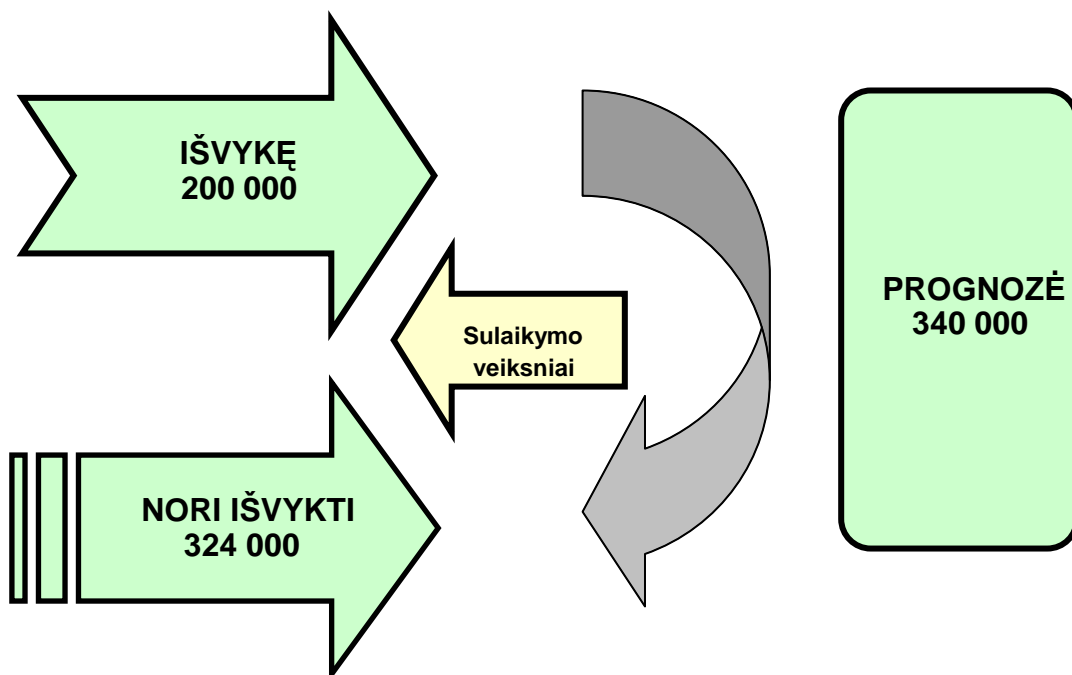 IŠVYKĘ
200 000
Sulaikymo
veiksniai
NORI IŠVYKTI
324 000
PROGNOZĖ
340 000